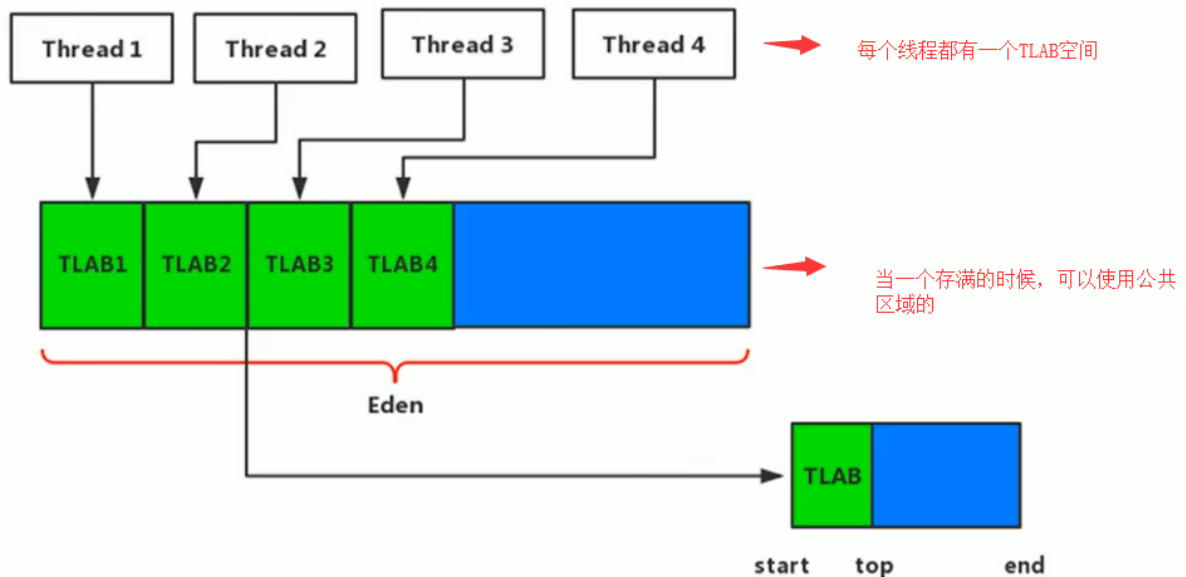 Thread 1
Thread 2
Thread 3
Thread 4
每个线程都有一个TLAB空间
TLAB1
TLAB2
TLAB3
TLAB4
当一个存满的时候，可以使用公共
区域的
Eden
TLAB
start
top
end